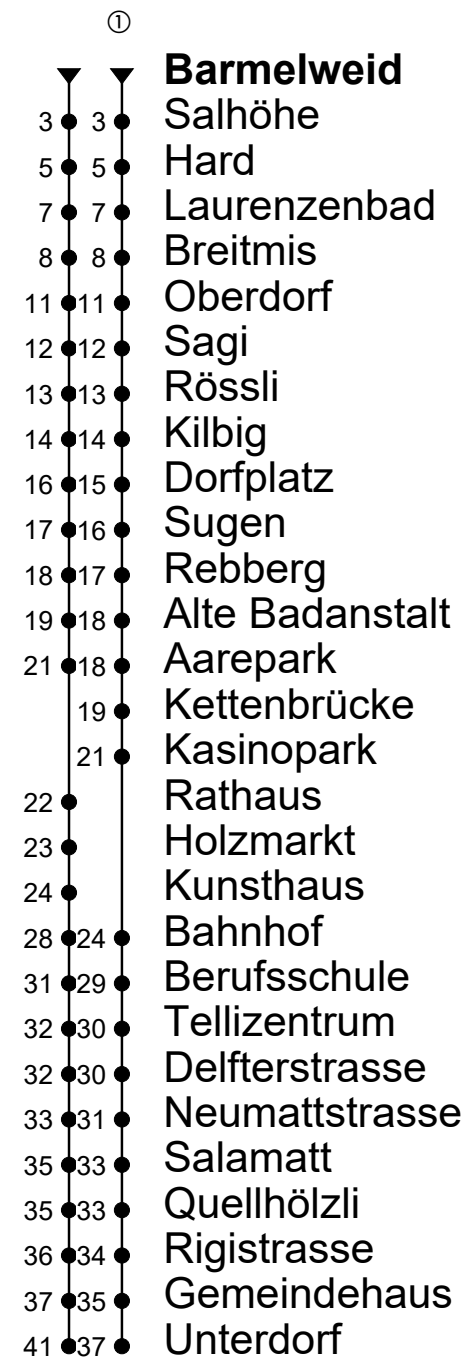 ①
Barmelweid
3 3 Salhöhe
5 5 Hard
7 7 Laurenzenbad
8 8 Breitmis
11 11 Oberdorf
12 12 Sagi
13 13 Rössli
14 14 Kilbig
16 15 Dorfplatz
17 16 Sugen
18 17 Rebberg
19 18 Alte Badanstalt
21 18 Aarepark
19 Kettenbrücke
21 Kasinopark
22 Rathaus
23 Holzmarkt
24 Kunsthaus
28 24 Bahnhof
31 29 Berufsschule
32 30 Tellizentrum
32 30 Delfterstrasse
33 31 Neumattstrasse
35 33 Salamatt
35 33 Quellhölzli
36 34 Rigistrasse
37 35 Gemeindehaus
41 37 Unterdorf